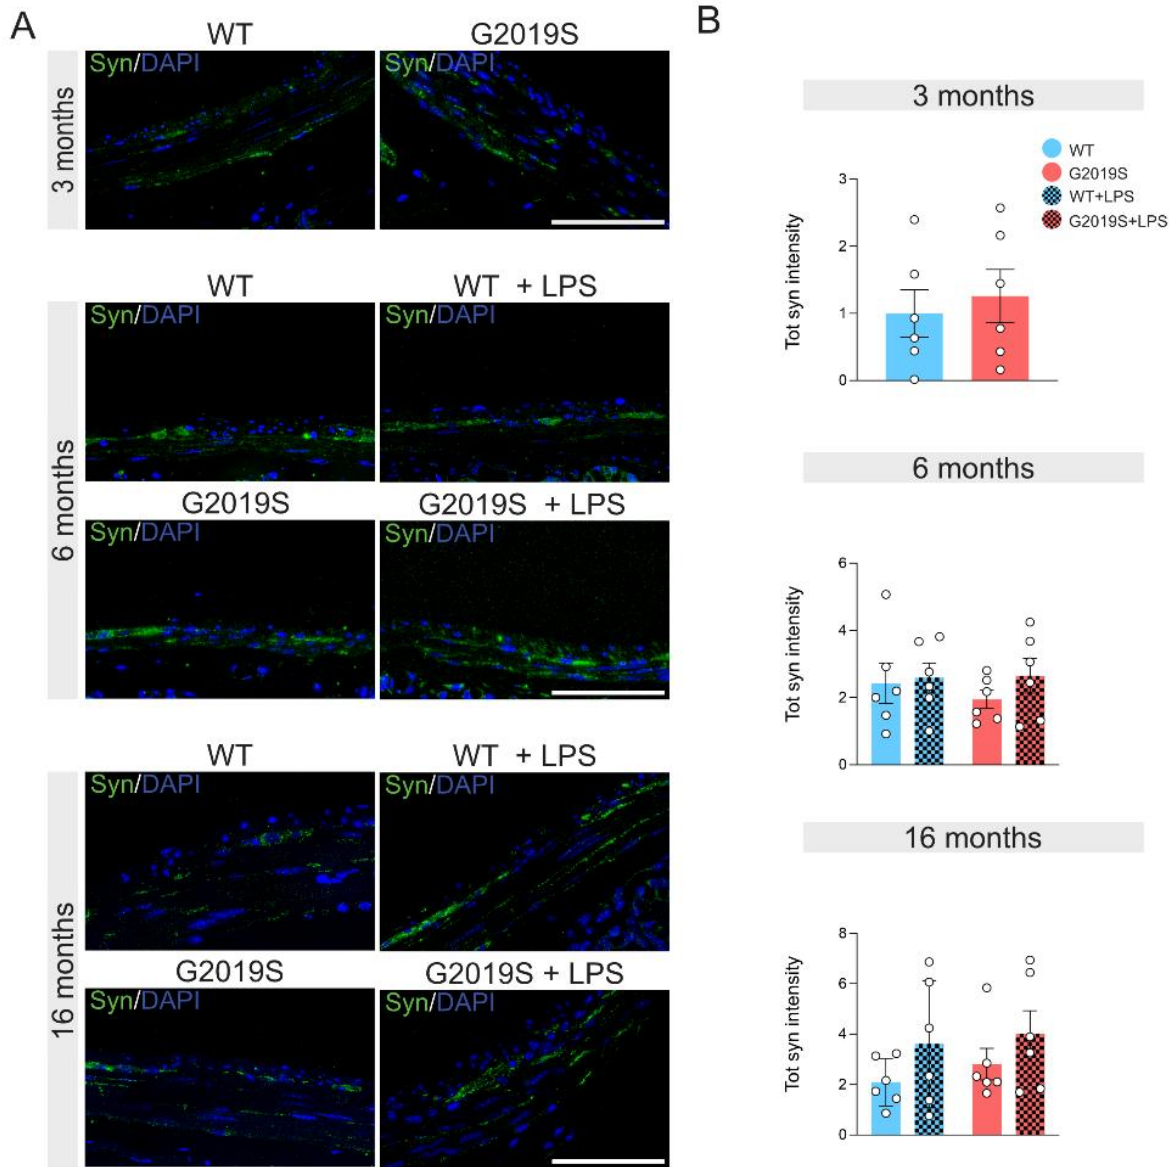 A
WT
G2019S
3 months
Syn/DAPI
Syn/DAPI
WT
WT + LPS
6 months
Syn/DAPI
Syn/DAPI
G2019S
G2019S + LPS
Syn/DAPI
Syn/DAPI
WT
WT + LPS
16 months
Syn/DAPI
Syn/DAPI
G2019S
G2019S + LPS
Syn/DAPI
Syn/DAPI
B
3 months
WT
G2019S
WT+LPS
G2019S+LPS
Tot syn intensity
3
2
1
0
6 months
Tot syn intensity
6
4
2
0
16 months
Tot syn intensity
8
6
4
2
0